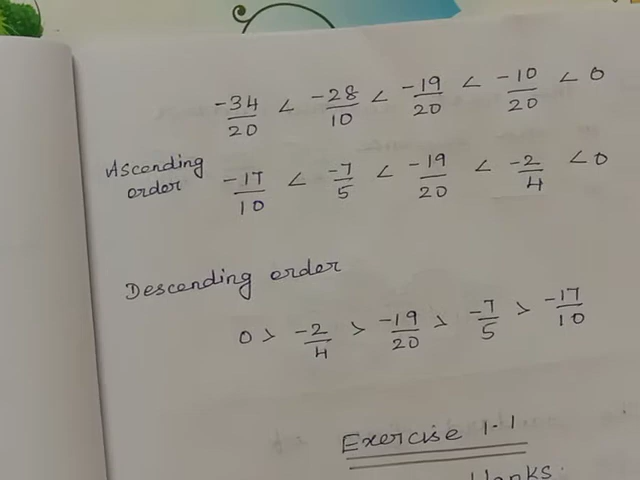 -34/20 < -28/10 < -19/20 < -10/20 < 0
Ascending order -17/10 < -7/5 < -19/20 < -2/4 < 0
Descending order
0 > -2/4 > -19/20 > -7/5 > -17/10
Exercise 1.1